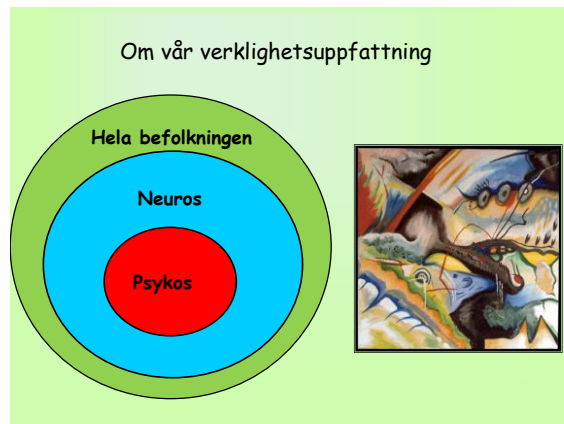 Om vår verklighetsuppfattning
Hela befolkningen
Neuros
Psykos